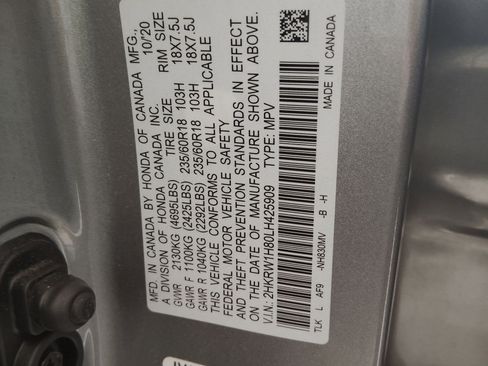 MFD. IN CANADA BY HONDA OF CANADA MFG.,
A DIVISION OF HONDA CANADA INC. 10/20
TIRE SIZE RIM SIZE
GVWR 2130KG (4695LBS)
GAWR F 1100KG (2425LBS) 235/60R18 103H 18X7.5J
GAWR R 1040KG (2292LBS) 235/60R18 103H 18X7.5J
THIS VEHICLE CONFORMS TO ALL APPLICABLE
FEDERAL MOTOR VEHICLE SAFETY
AND THEFT PREVENTION STANDARDS IN EFFECT
ON THE DATE OF MANUFACTURE SHOWN ABOVE.
V.I.N.: 2HKRW1H80LH425909 TYPE: MPV
TLK L AF9 -NH830MV -B -H MADE IN CANADA